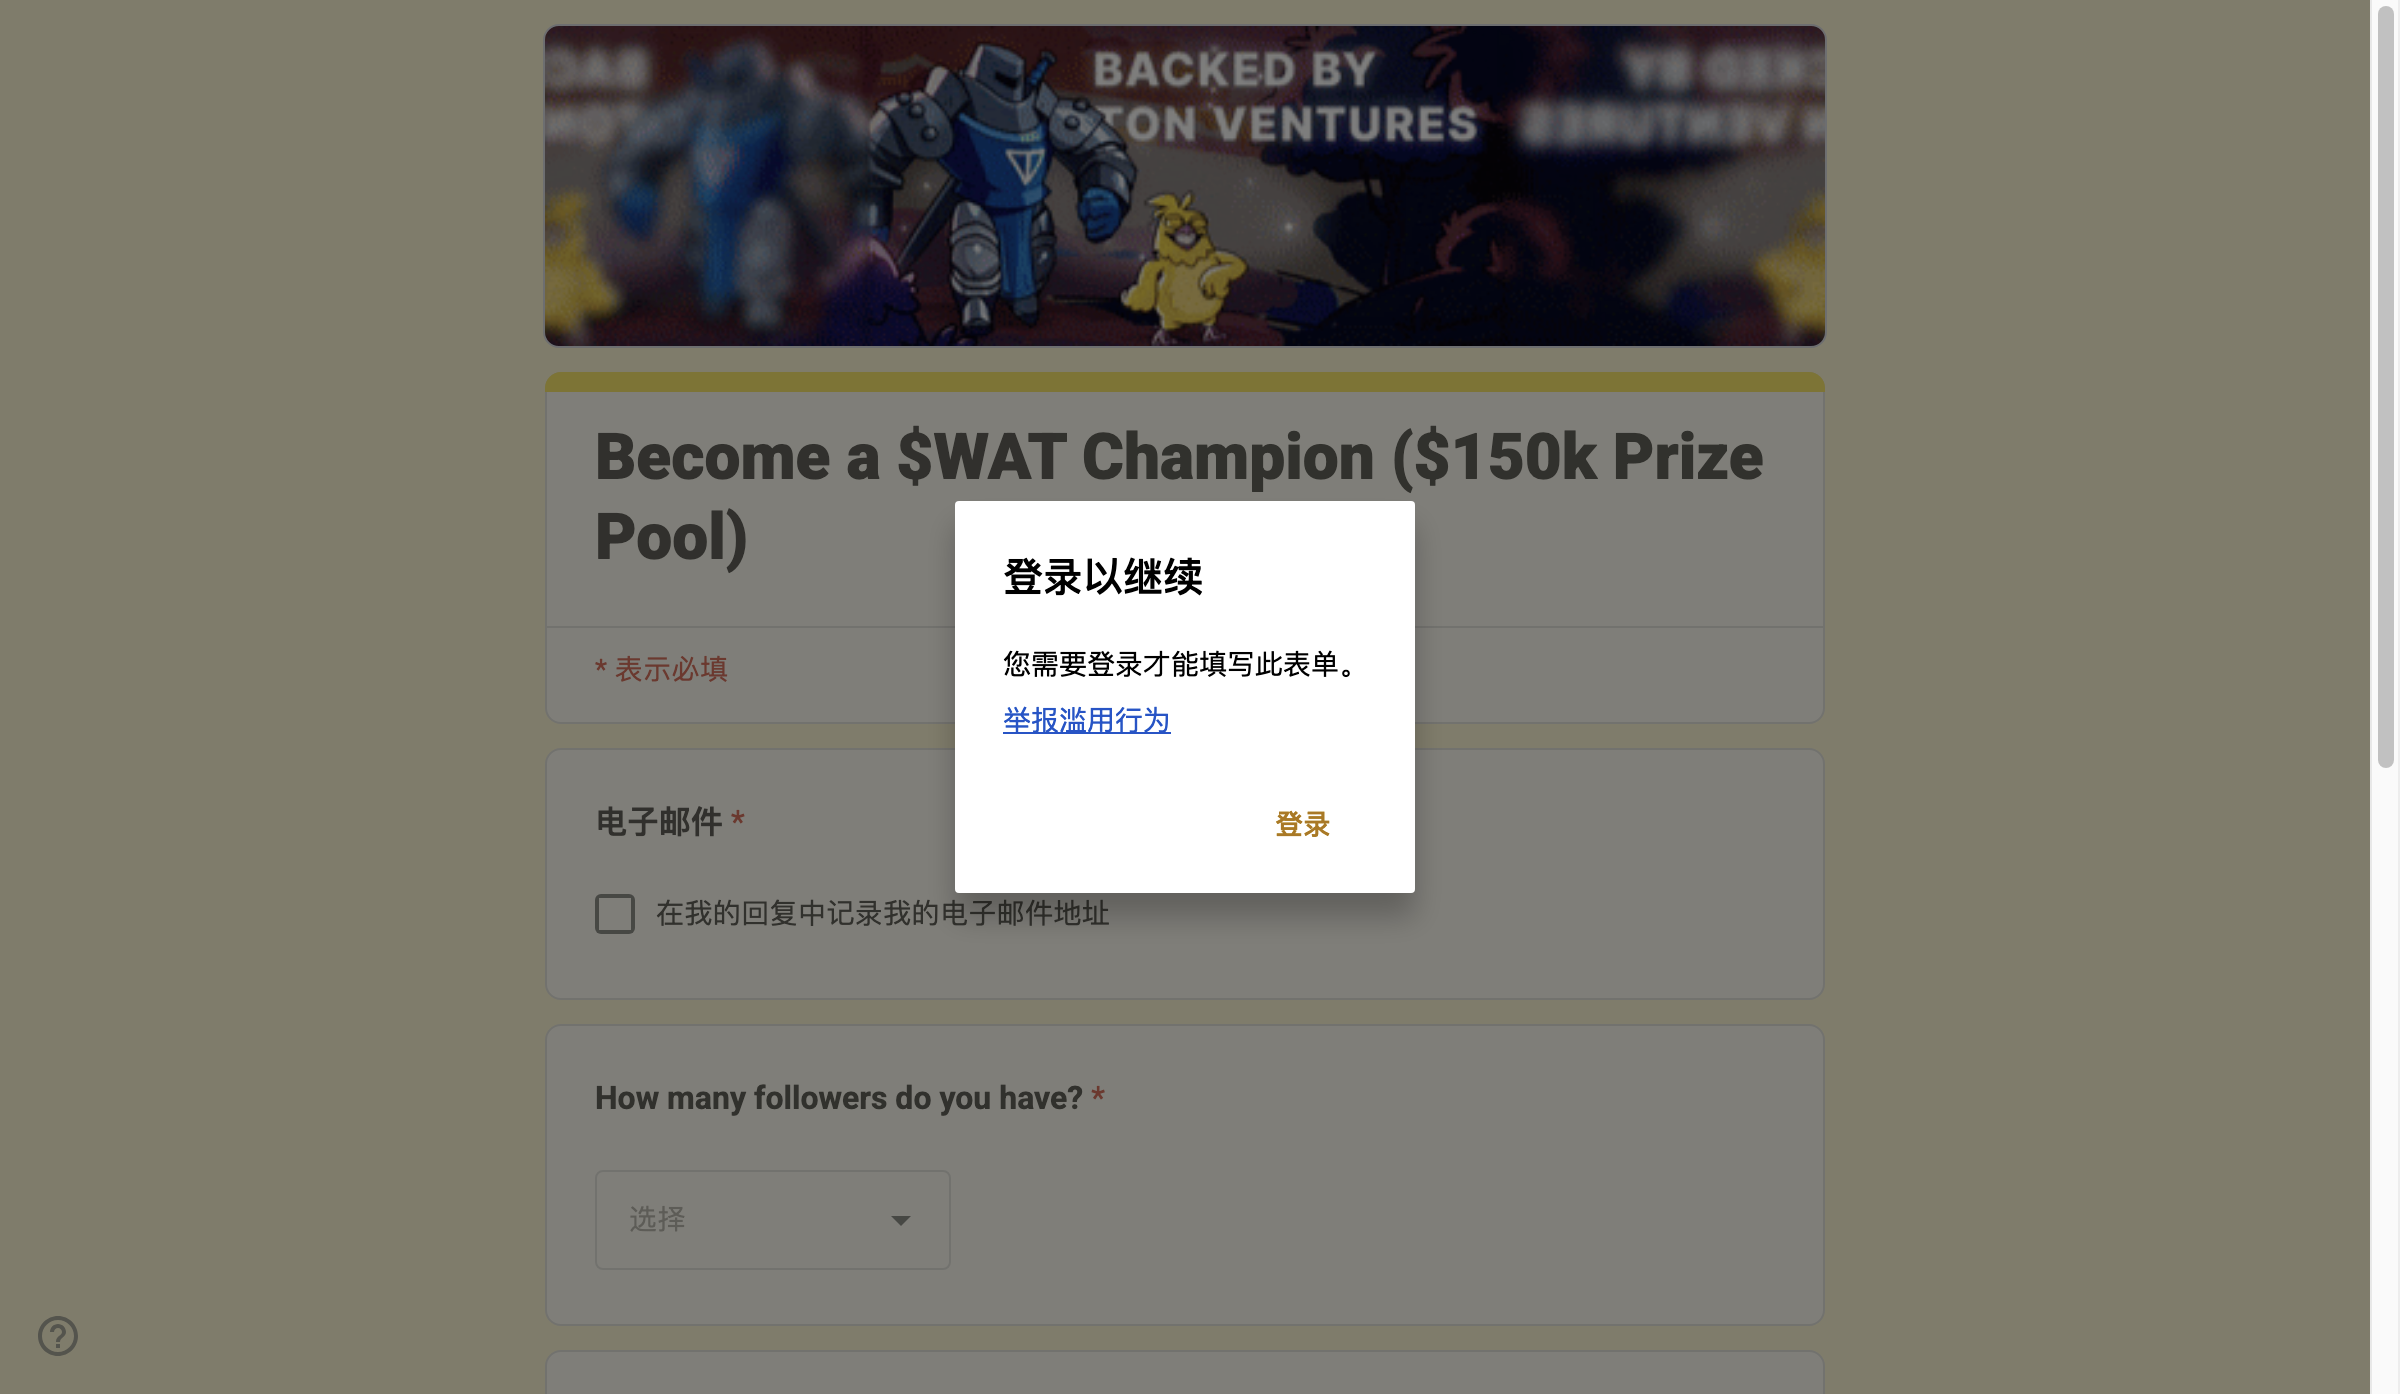 BACKED BY
TON VENTURES
Become a $WAT Champion ($150k Prize
Pool)
* 表示必填
登录以继续
您需要登录才能填写此表单。
举报滥用行为
登录
电子邮件 *
在我的回复中记录我的电子邮件地址
How many followers do you have? *
选择